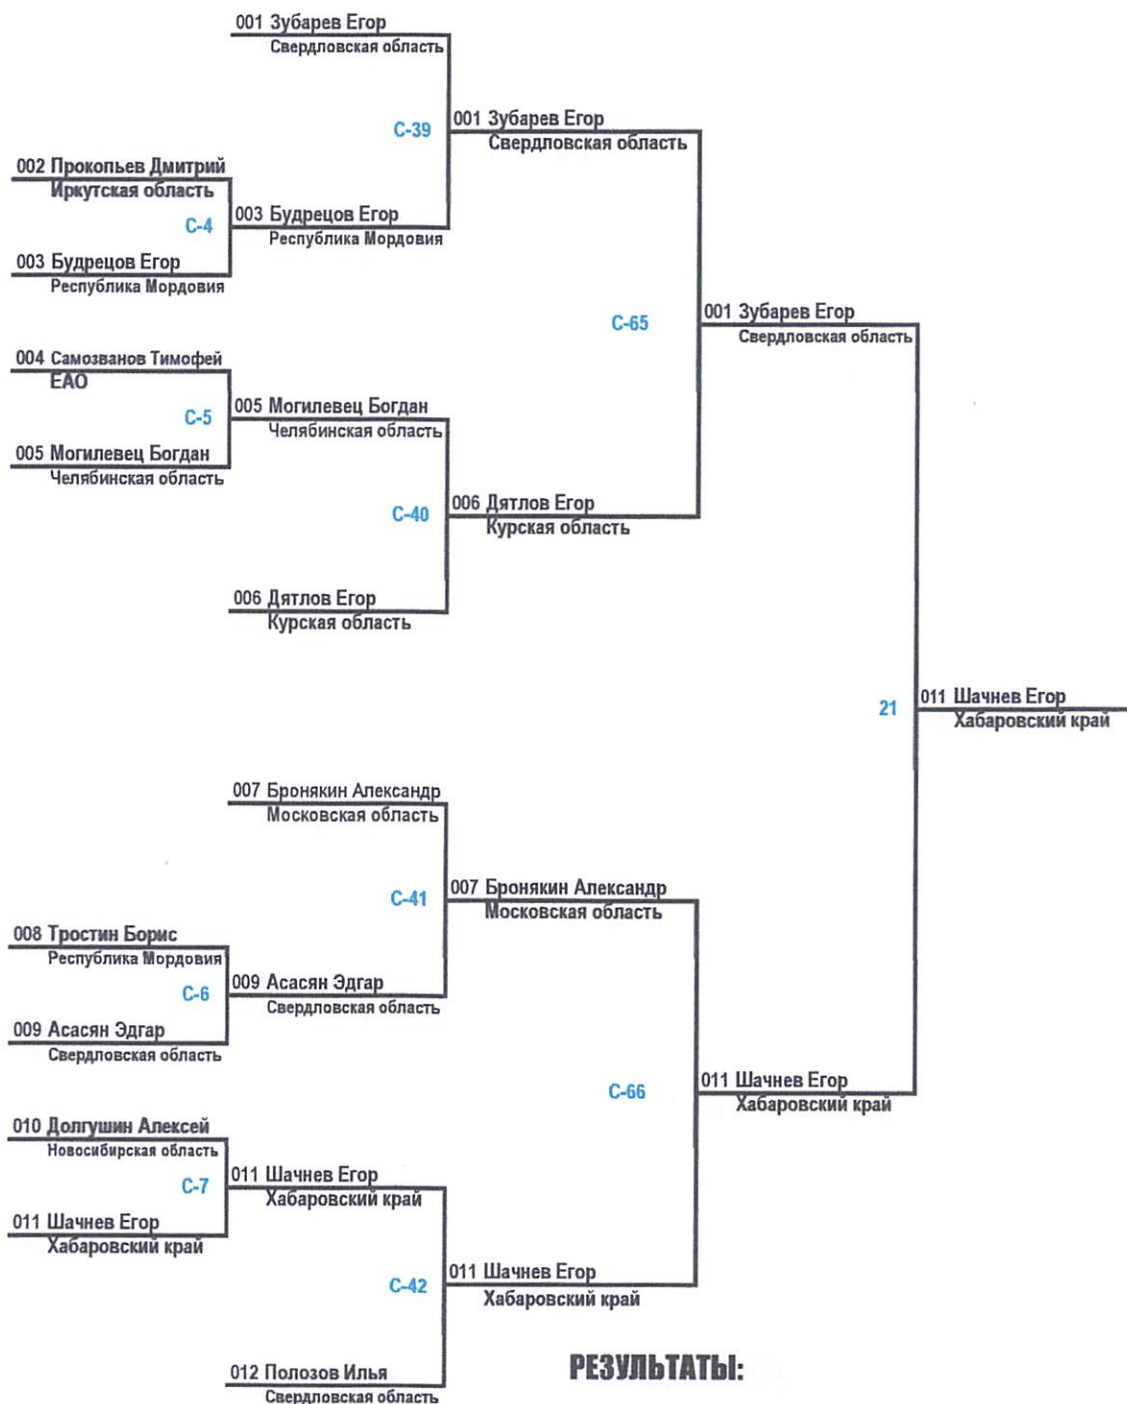 001 Зубарев Егор
Свердловская область
С-39
001 Зубарев Егор
Свердловская область
002 Прокопьев Дмитрий
Иркутская область
С-4
003 Будрецов Егор
Республика Мордовия
003 Будрецов Егор
Республика Мордовия
С-65
001 Зубарев Егор
Свердловская область
004 Самозванов Тимофей
ЕАО
С-5
005 Могилевец Богдан
Челябинская область
005 Могилевец Богдан
Челябинская область
С-40
006 Дятлов Егор
Курская область
006 Дятлов Егор
Курская область
21
011 Шачнев Егор
Хабаровский край
007 Бронякин Александр
Московская область
С-41
007 Бронякин Александр
Московская область
008 Тростин Борис
Республика Мордовия
С-6
009 Асасян Эдгар
Свердловская область
009 Асасян Эдгар
Свердловская область
С-66
011 Шачнев Егор
Хабаровский край
010 Долгушин Алексей
Новосибирская область
С-7
011 Шачнев Егор
Хабаровский край
011 Шачнев Егор
Хабаровский край
С-42
011 Шачнев Егор
Хабаровский край
012 Полозов Илья
Свердловская область
РЕЗУЛЬТАТЫ: